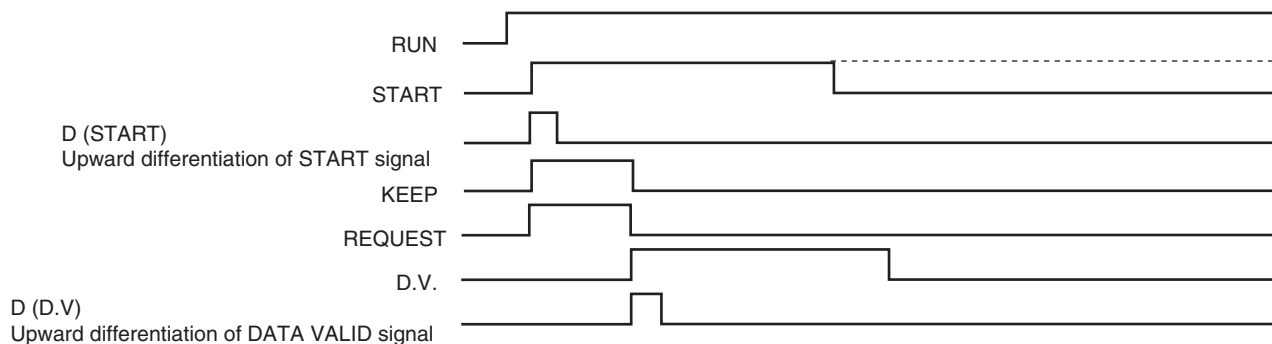 RUN
START
D (START)
Upward differentiation of START signal
KEEP
REQUEST
D.V.
D (D.V)
Upward differentiation of DATA VALID signal